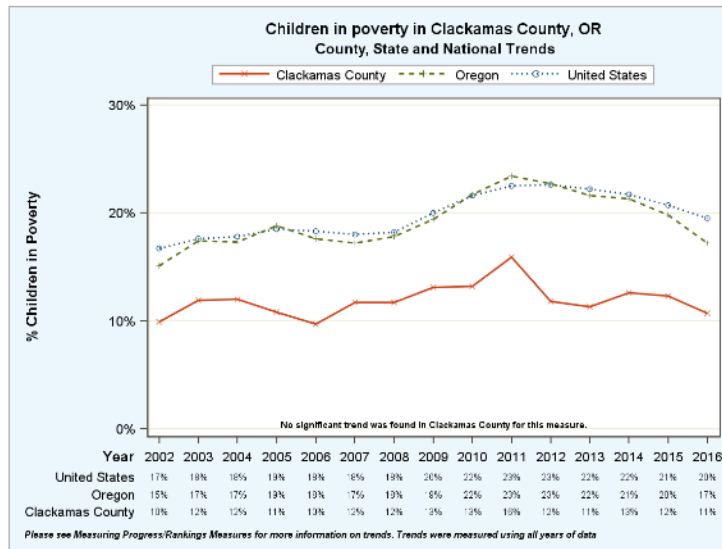 Children in poverty in Clackamas County, OR
County, State and National Trends
Clackamas County Oregon United States
30%
20%
10%
0%
% Children in Poverty
No significant trend was found in Clackamas County for this measure.
Year 2002 2003 2004 2005 2006 2007 2008 2009 2010 2011 2012 2013 2014 2015 2016
United States 17% 18% 18% 19% 18% 18% 18% 20% 22% 23% 23% 22% 22% 21% 20%
Oregon 15% 17% 17% 19% 18% 17% 18% 19% 22% 23% 23% 22% 21% 20% 17%
Clackamas County 10% 12% 12% 11% 10% 12% 12% 13% 13% 16% 12% 11% 13% 12% 11%
Please see Measuring Progress/Rankings Measures for more information on trends. Trends were measured using all years of data